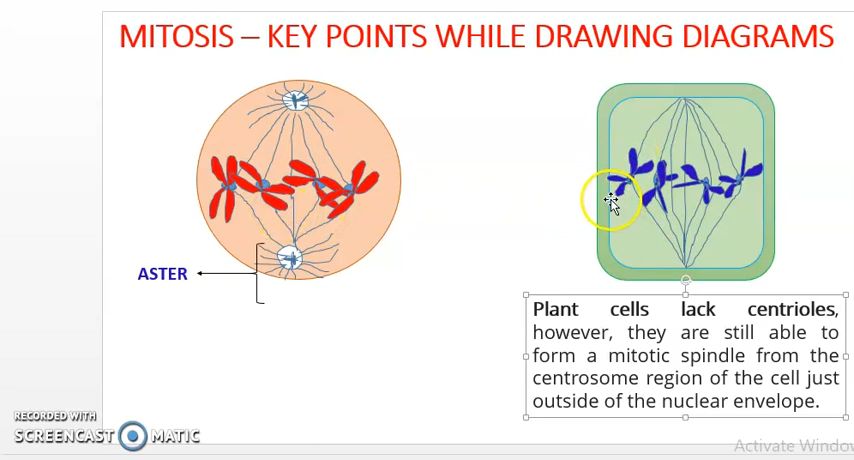 MITOSIS – KEY POINTS WHILE DRAWING DIAGRAMS
ASTER
Plant cells lack centrioles,
however, they are still able to
form a mitotic spindle from the
centrosome region of the cell just
outside of the nuclear envelope.
RECORDED WITH
SCREENCAST MATIC
Activate Window